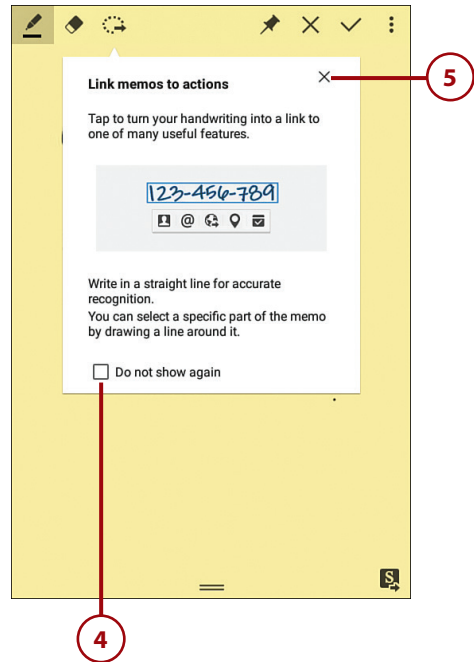 Link memos to actions
5
Tap to turn your handwriting into a link to
one of many useful features.
123-456-789
@
Write in a straight line for accurate
recognition.
You can select a specific part of the memo
by drawing a line around it.
Do not show again
S
4